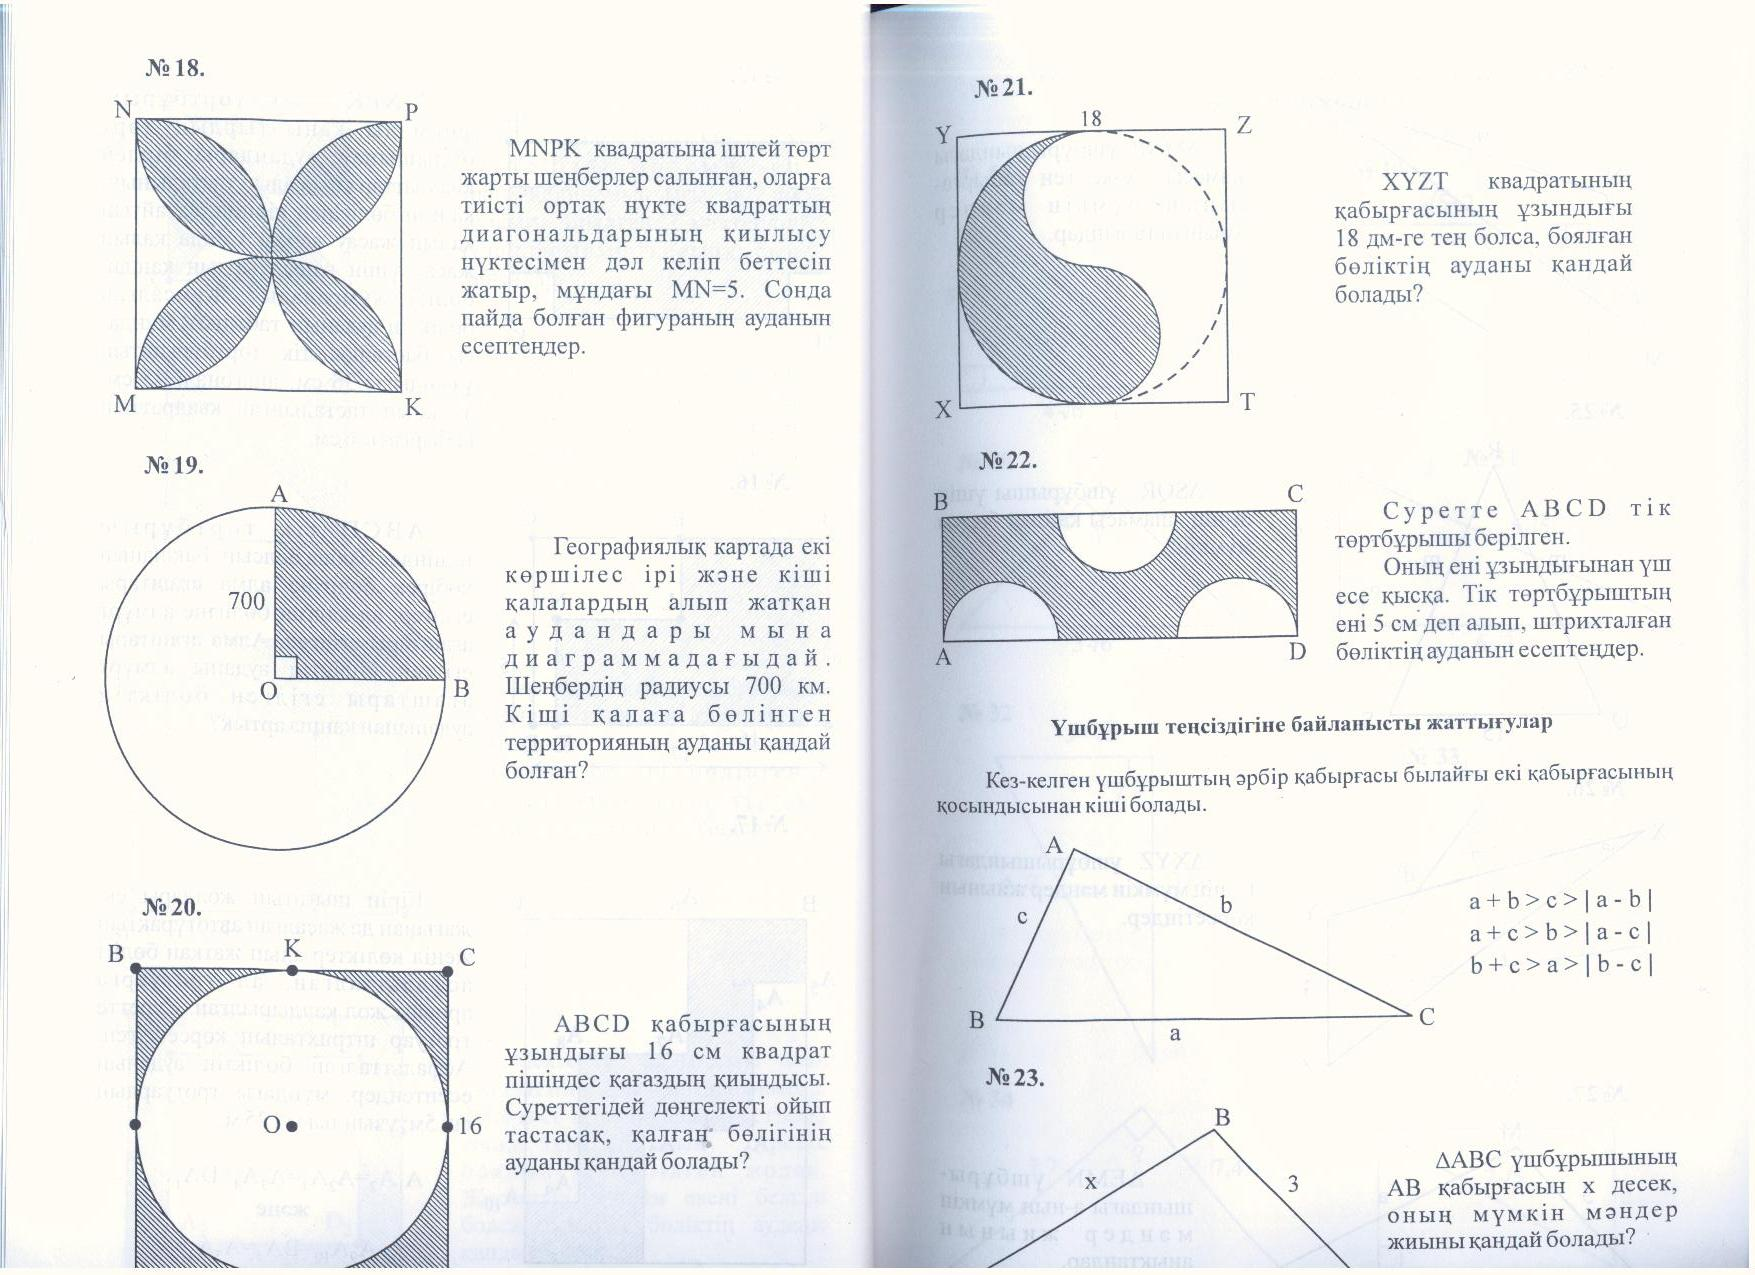 № 18.
N
P
M
K
MNPK квадратына іштей төрт
жарты шеңберлер салынған, оларға
тиісті ортақ нүкте квадраттың
диагональдарының қиылысу
нүктесімен дәл келіп беттесіп
жатыр, мұндағы MN=5. Сонда
пайда болған фигураның ауданын
есептеңдер.
№ 19.
A
700
O
B
Географиялық картада екі
көршілес ірі және кіші
қалалардың алып жатқан
аудандары мына
диаграммадағыдай.
Шеңбердің радиусы 700 км.
Кіші қалаға бөлінген
территорияның ауданы қандай
болған?
№ 20.
B
K
C
O
16
ABCD қабырғасының
ұзындығы 16 см квадрат
пішіндес қағаздың қиындысы.
Суреттегідей дөңгелекті ойып
тастасақ, қалған бөлігінің
ауданы қандай болады?
№ 21.
Y
18
Z
X
T
XYZT квадратының
қабырғасының ұзындығы
18 дм-ге тең болса, боялған
бөліктің ауданы қандай
болады?
№ 22.
B
C
A
D
Суретте ABCD тік
төртбұрышы берілген.
Оның ені ұзындығынан үш
есе қысқа. Тік төртбұрыштың
ені 5 см деп алып, штрихталған
бөліктің ауданын есептеңдер.
Үшбұрыш теңсіздігіне байланысты жаттығулар
Кез-келген үшбұрыштың әрбір қабырғасы былайғы екі қабырғасының
қосындысынан кіші болады.
A
c
b
B
a
C
a + b > c > | a - b |
a + c > b > | a - c |
b + c > a > | b - c |
№ 23.
B
x
3
ΔABC үшбұрышының
AB қабырғасын x десек,
оның мүмкін мәндер
жиыны қандай болады?